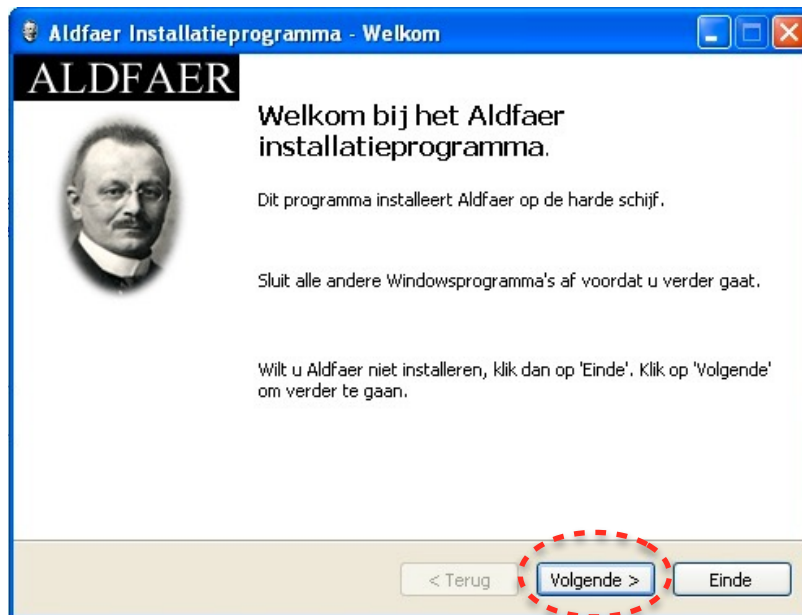 Aldfaer Installatieprogramma - Welkom
ALDFAER
Welkom bij het Aldfaer
installatieprogramma.
Dit programma installeert Aldfaer op de harde schijf.
Sluit alle andere Windowsprogramma's af voordat u verder gaat.
Wilt u Aldfaer niet installeren, klik dan op 'Einde'. Klik op 'Volgende'
om verder te gaan.
< Terug
Volgende >
Einde